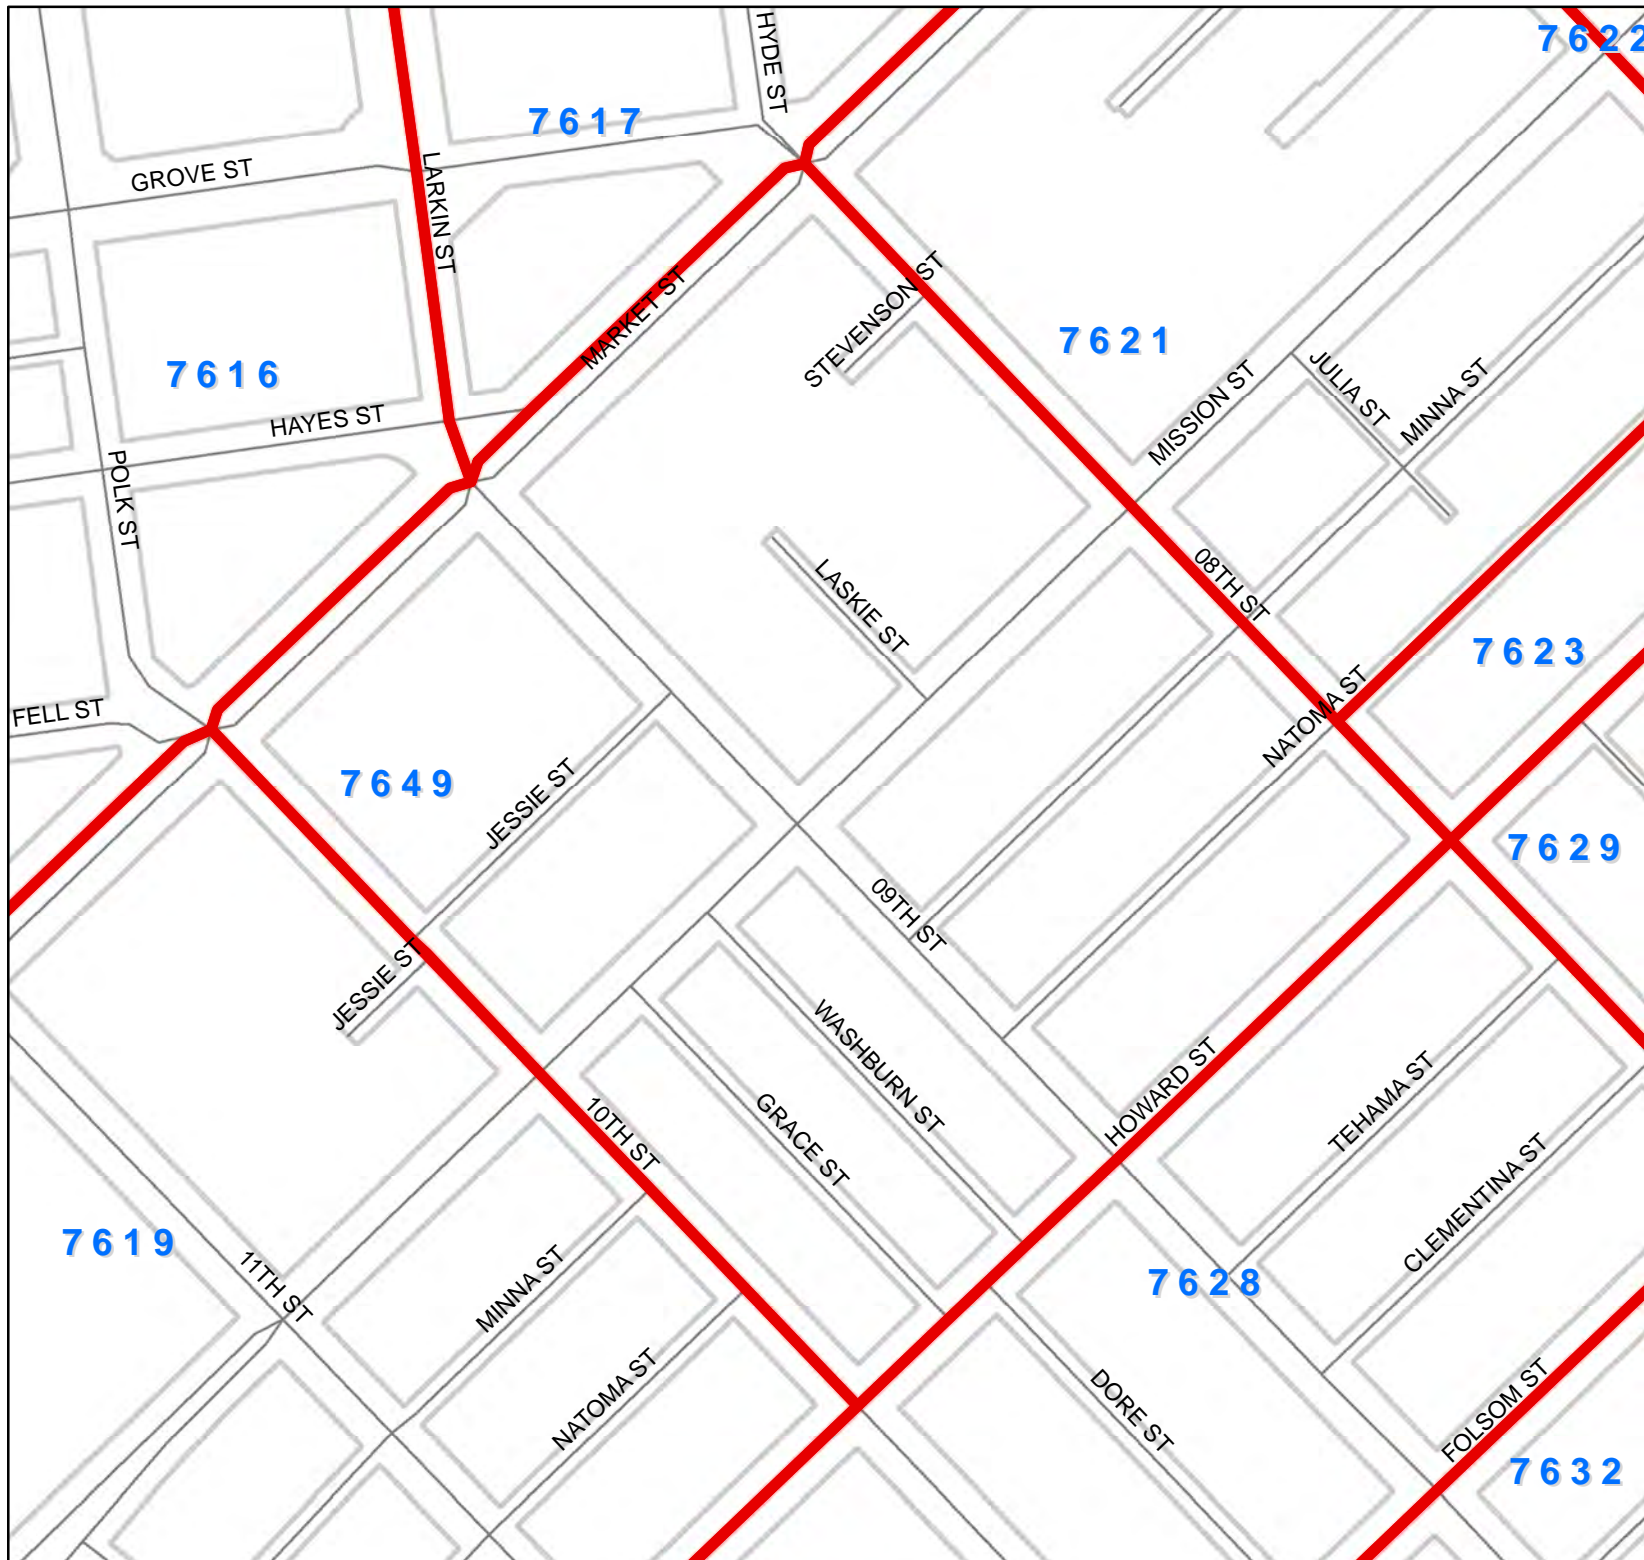 HYDE ST
7622
7617
GROVE ST
LARKIN ST
STEVENSON ST
MARKET ST
7621
7616
HAYES ST
MISSION ST
JULIA ST
MINNA ST
POLK ST
LASKIE ST
08TH ST
7623
NATOMA ST
FELL ST
7649
JESSIE ST
7629
09TH ST
JESSIE ST
WASHBURN ST
HOWARD ST
GRACE ST
10TH ST
TEHAMA ST
CLEMENTINA ST
7619
11TH ST
MINNA ST
7628
NATOMA ST
DORE ST
FOLSOM ST
7632